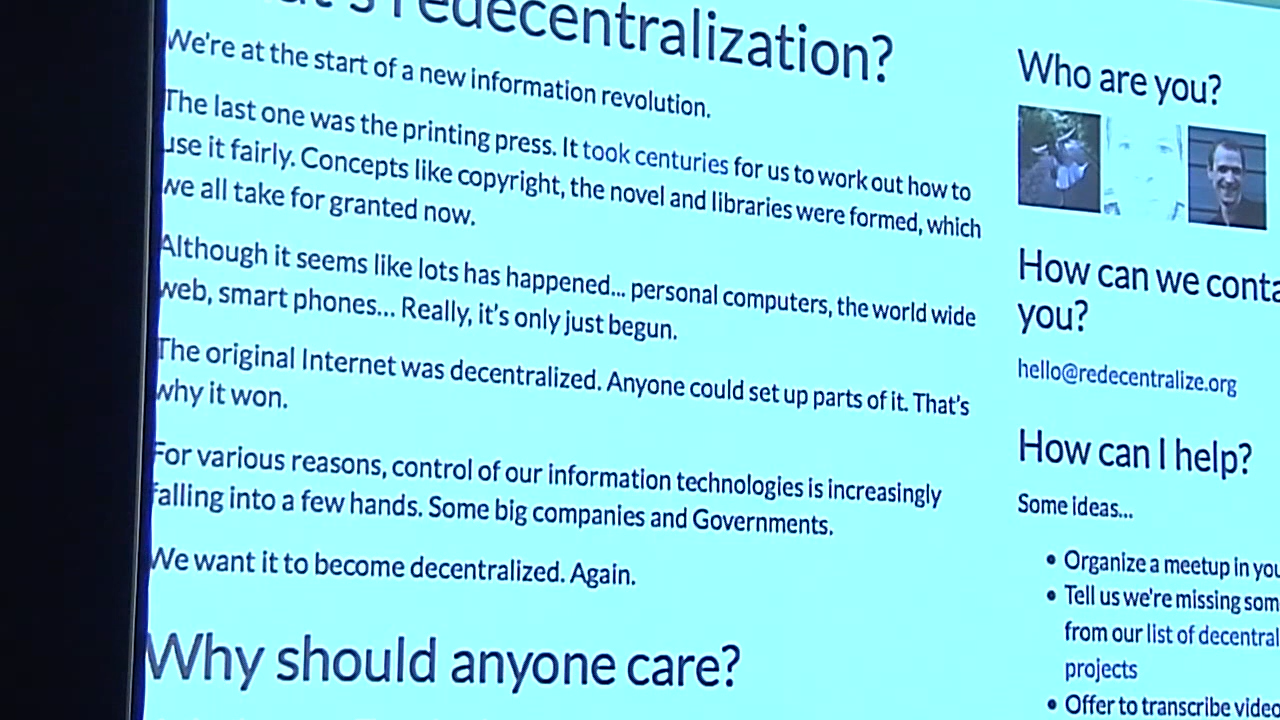 redecentralization?
We're at the start of a new information revolution.
The last one was the printing press. It took centuries for us to work out how to
use it fairly. Concepts like copyright, the novel and libraries were formed, which
we all take for granted now.
Although it seems like lots has happened... personal computers, the world wide
web, smart phones... Really, it's only just begun.
The original Internet was decentralized. Anyone could set up parts of it. That's
why it won.
For various reasons, control of our information technologies is increasingly
falling into a few hands. Some big companies and Governments.
We want it to become decentralized. Again.
Why should anyone care?
Who are you?
How can we
you?
hello@redecentralize.org
How can I help?
Some ideas...
• Organize a meetup in
• Tell us we're missing
from our list of
projects
• Offer to transcribe